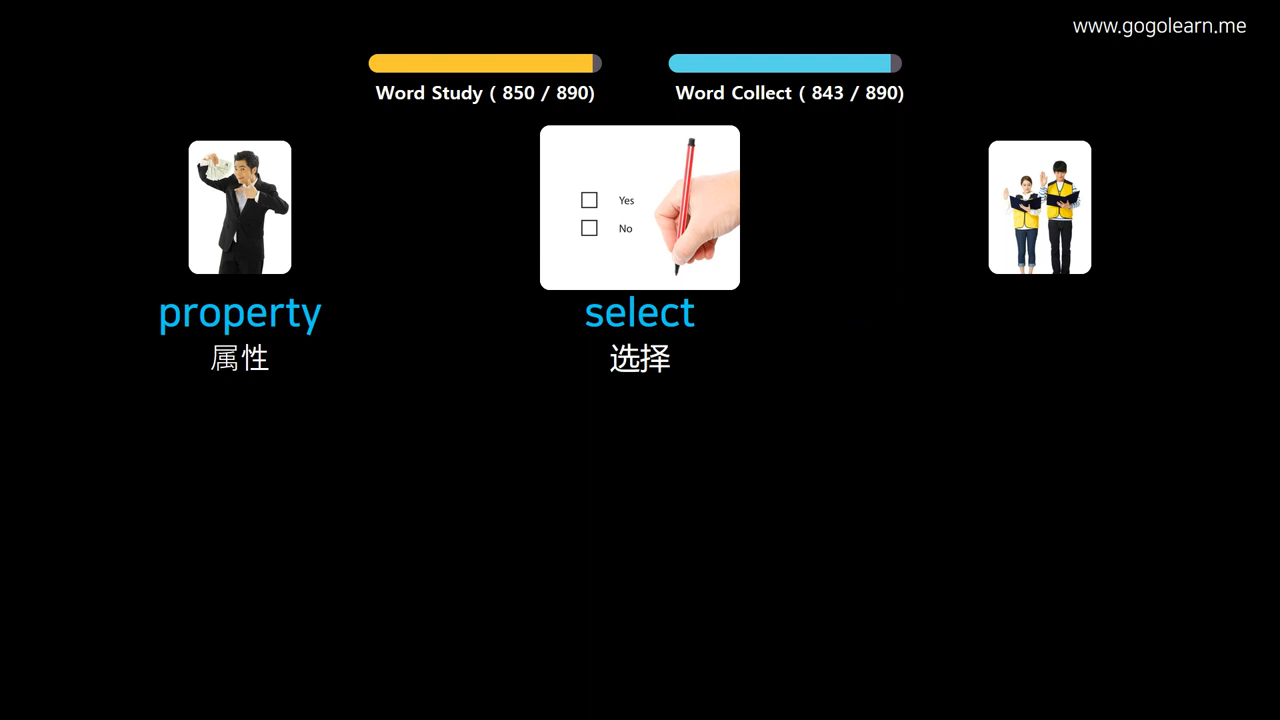 www.gogolearn.me
Word Study ( 850 / 890)
Word Collect ( 843 / 890)
Yes
No
property
select
属性
选择